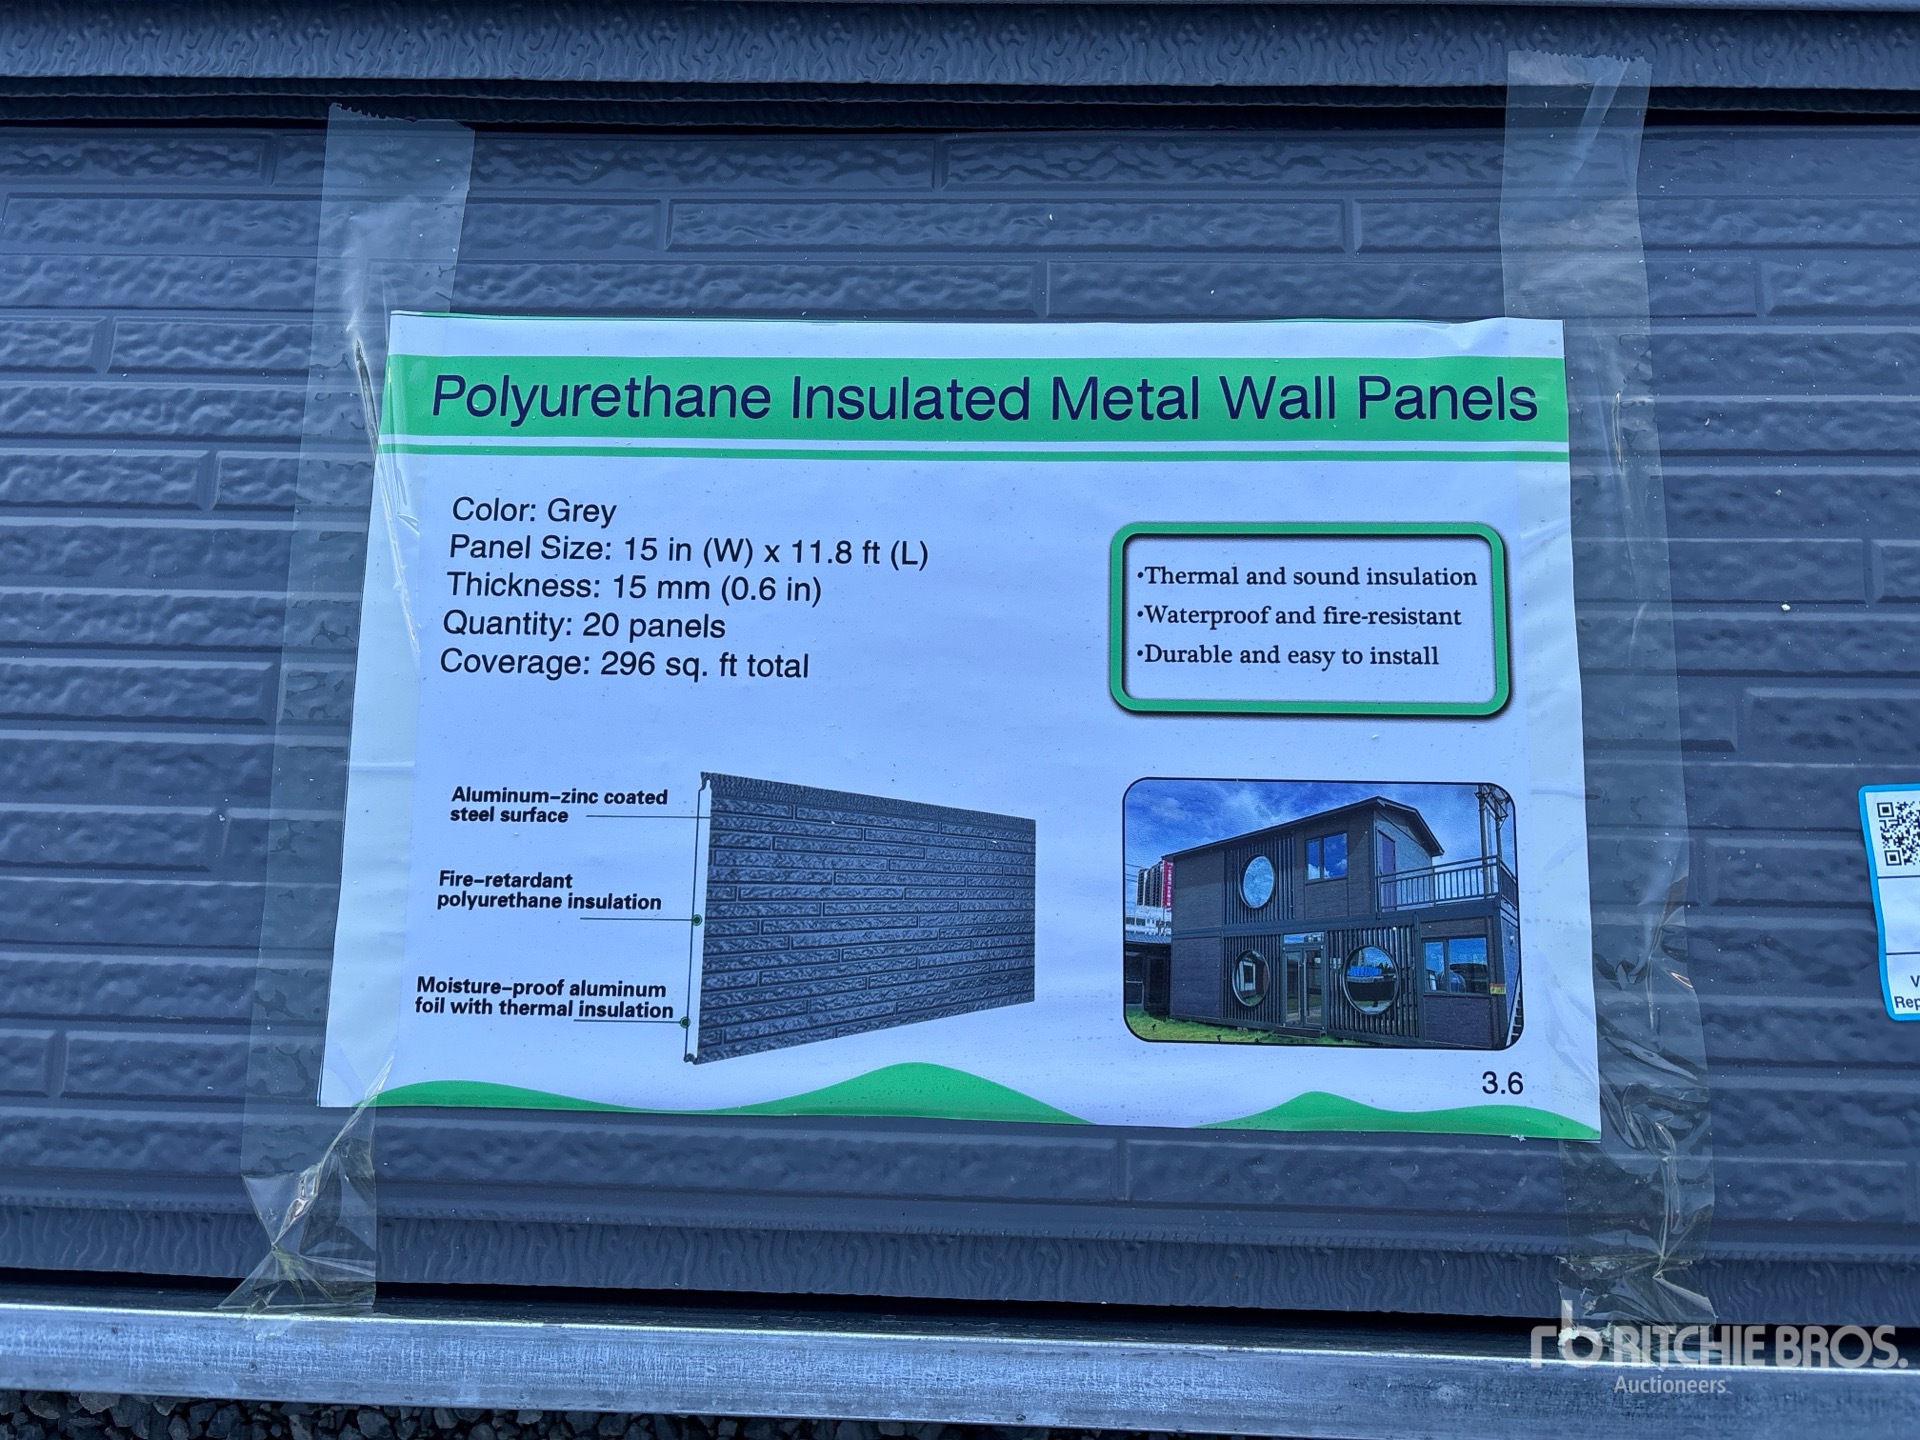 Polyurethane Insulated Metal Wall Panels
Color: Grey
Panel Size: 15 in (W) x 11.8 ft (L)
Thickness: 15 mm (0.6 in)
Quantity: 20 panels
Coverage: 296 sq. ft total
•Thermal and sound insulation
•Waterproof and fire-resistant
•Durable and easy to install
Aluminum-zinc coated
steel surface
Fire-retardant
polyurethane insulation
Moisture-proof aluminum
foil with thermal insulation
3.6
V
Rep
rb RITCHIE BROS.
Auctioneers